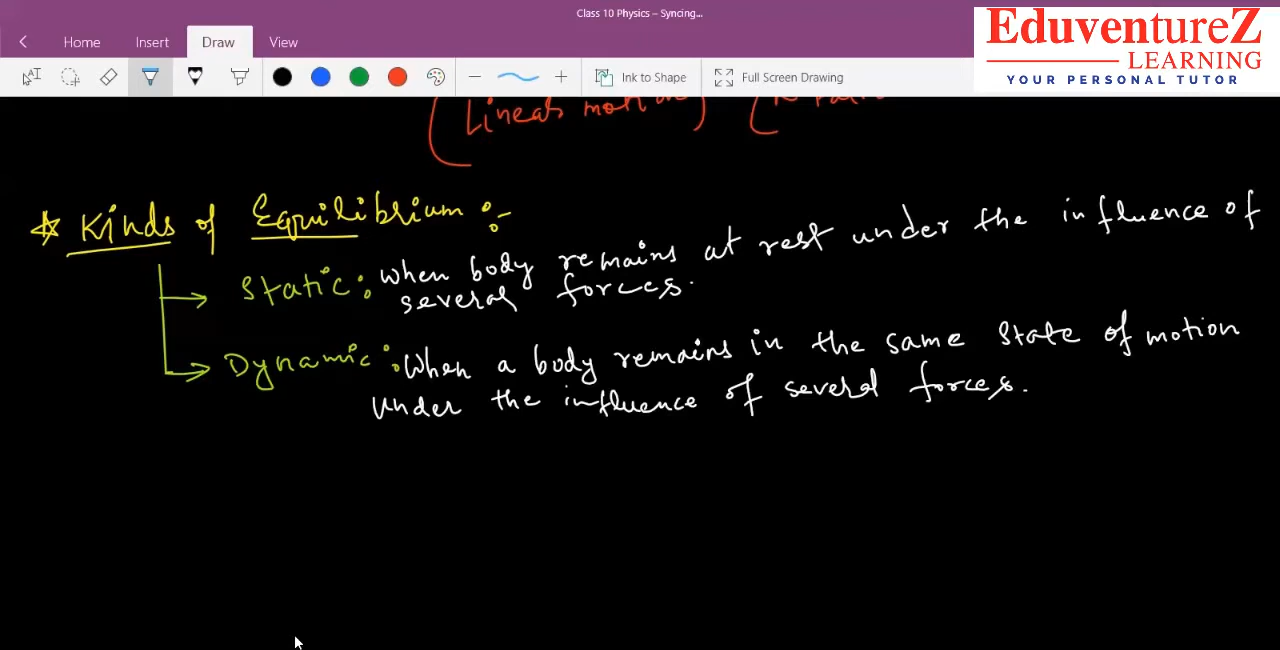 Class 10 Physics – Syncing...
EduventureZ
LEARNING
YOUR PERSONAL TUTOR
Home Insert Draw View
Ink to Shape Full Screen Drawing
(Linear motion)
☆ Kinds of Equilibrium :-
→ Static : when body remains at rest under the influence of
several forces.
→ Dynamic : When a body remains in the same state of motion
under the influence of several forces.